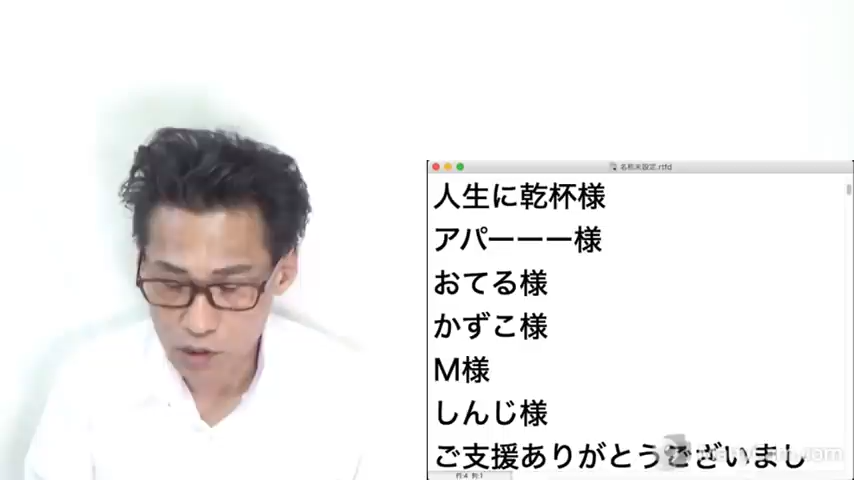 名称未設定.rtfd
人生に乾杯様
アパーーー様
おてる様
かずこ様
M様
しんじ様
ご支援ありがとうございまし